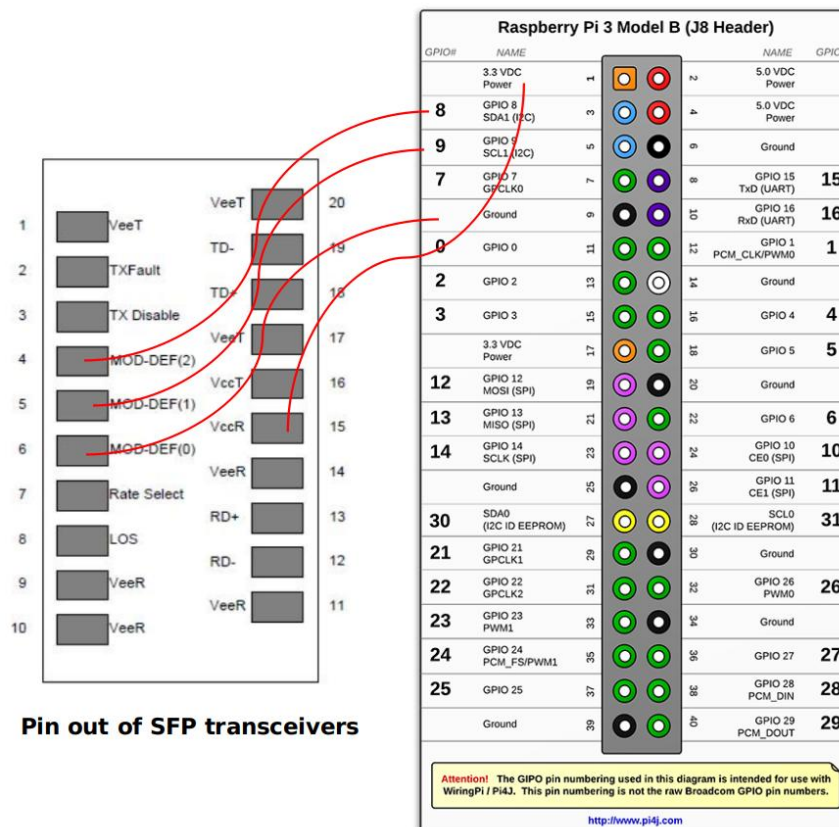 Raspberry Pi 3 Model B (J8 Header)
GPIO# NAME NAME GPIO
3.3 VDC
Power 1 2 5.0 VDC
Power
8 GPIO 8
SDA1 (I2C) 3 4 5.0 VDC
Power
9 GPIO 9
SCL1 (I2C) 5 6 Ground
7 GPIO 7
GPCLK0 7 8 GPIO 15
TxD (UART) 15
Ground 9 10 GPIO 16
RxD (UART) 16
0 GPIO 0 11 12 GPIO 1
PCM_CLK/PWM0 1
2 GPIO 2 13 14 Ground
3 GPIO 3 15 16 GPIO 4 4
3.3 VDC
Power 17 18 GPIO 5 5
12 GPIO 12
MOSI (SPI) 19 20 Ground
13 GPIO 13
MISO (SPI) 21 22 GPIO 6 6
14 GPIO 14
SCLK (SPI) 23 24 GPIO 10
CE0 (SPI) 10
Ground 25 26 GPIO 11
CE1 (SPI) 11
30 SDA0
(I2C ID EEPROM) 27 28 SCL0
(I2C ID EEPROM) 31
21 GPIO 21
GPCLK1 29 30 Ground
22 GPIO 22
GPCLK2 31 32 GPIO 26
PWM0 26
23 GPIO 23
PWM1 33 34 Ground
24 GPIO 24
PCM_FS/PWM1 35 36 GPIO 27 27
25 GPIO 25 37 38 GPIO 28
PCM_DIN 28
Ground 39 40 GPIO 29
PCM_DOUT 29
Attention! The GIPO pin numbering used in this diagram is intended for use with
WiringPi / Pi4J. This pin numbering is not the raw Broadcom GPIO pin numbers.
http://www.pi4j.com
VeeT 20
1 VeeT
TD- 19
2 TXFault
TD+ 18
3 TX Disable
VeeT 17
4 MOD-DEF(2)
VccT 16
5 MOD-DEF(1)
VccR 15
6 MOD-DEF(0)
VeeR 14
7 Rate Select
RD+ 13
8 LOS
RD- 12
9 VeeR
VeeR 11
10 VeeR
Pin out of SFP transceivers